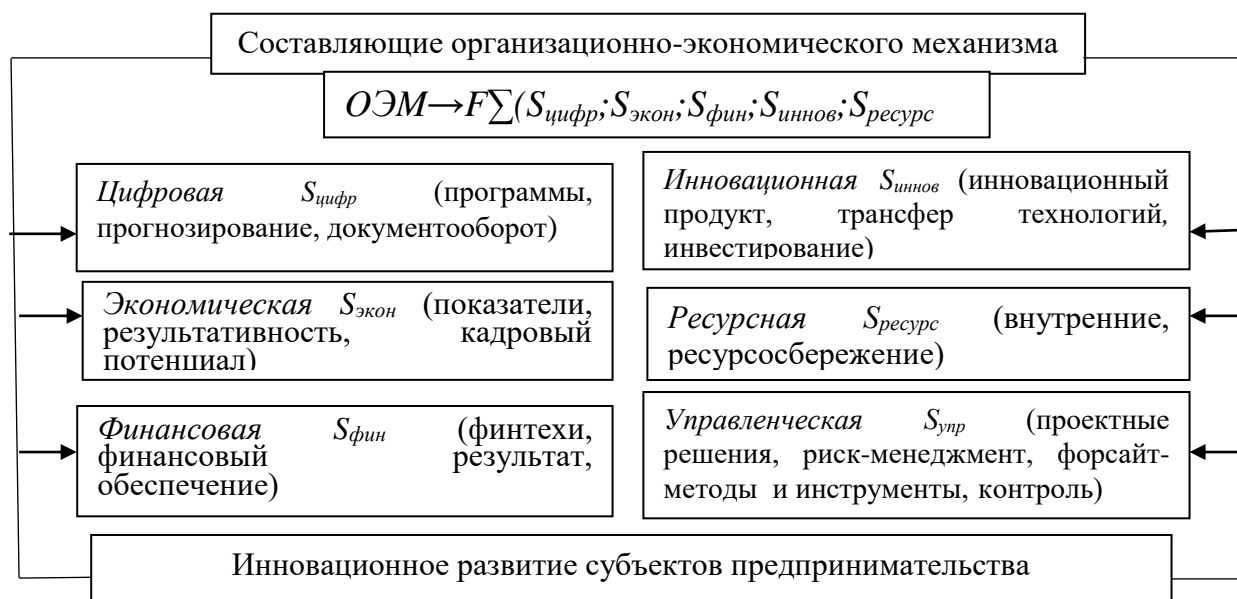 Составляющие организационно-экономического механизма
ОЭМ→F∑(Sцифр;Sэкон;Sфин;Sиннов;Sресурс
Цифровая Sцифр (программы,
прогнозирование, документооборот)
Экономическая Sэкон (показатели,
результативность, кадровый
потенциал)
Финансовая Sфин (финтехи,
финансовый результат,
обеспечение)
Инновационная Sиннов (инновационный
продукт, трансфер технологий,
инвестирование)
Ресурсная Sресурс (внутренние,
ресурсосбережение)
Управленческая Sупр (проектные
решения, риск-менеджмент, форсайт-
методы и инструменты, контроль)
Инновационное развитие субъектов предпринимательства